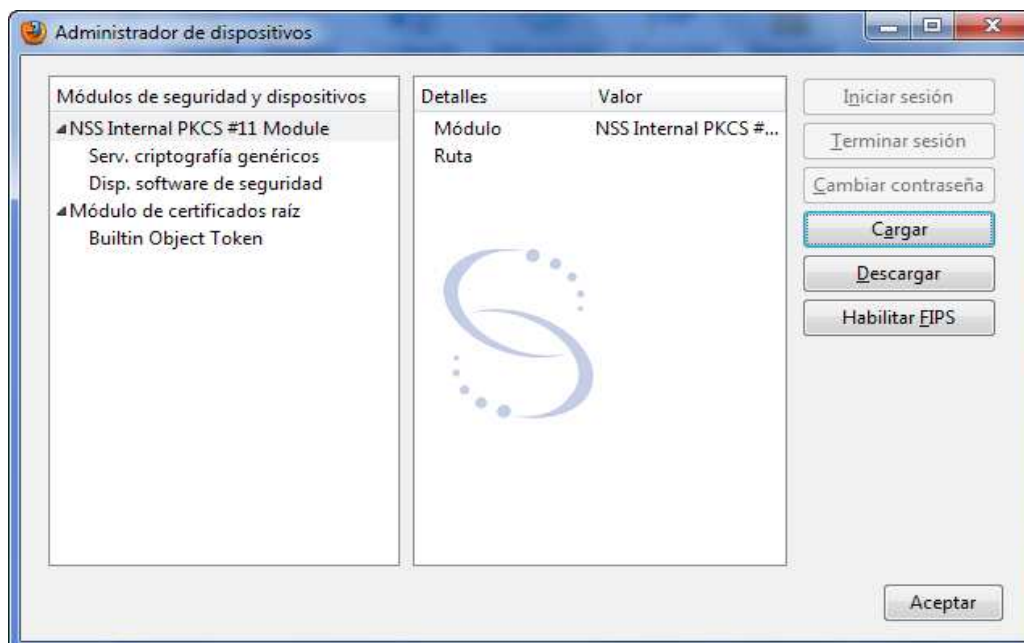 Administrador de dispositivos
Módulos de seguridad y dispositivos
NSS Internal PKCS #11 Module
Serv. criptografía genéricos
Disp. software de seguridad
Módulo de certificados raíz
Builtin Object Token
Detalles Valor
Módulo NSS Internal PKCS #...
Ruta
Iniciar sesión
Terminar sesión
Cambiar contraseña
Cargar
Descargar
Habilitar FIPS
Aceptar